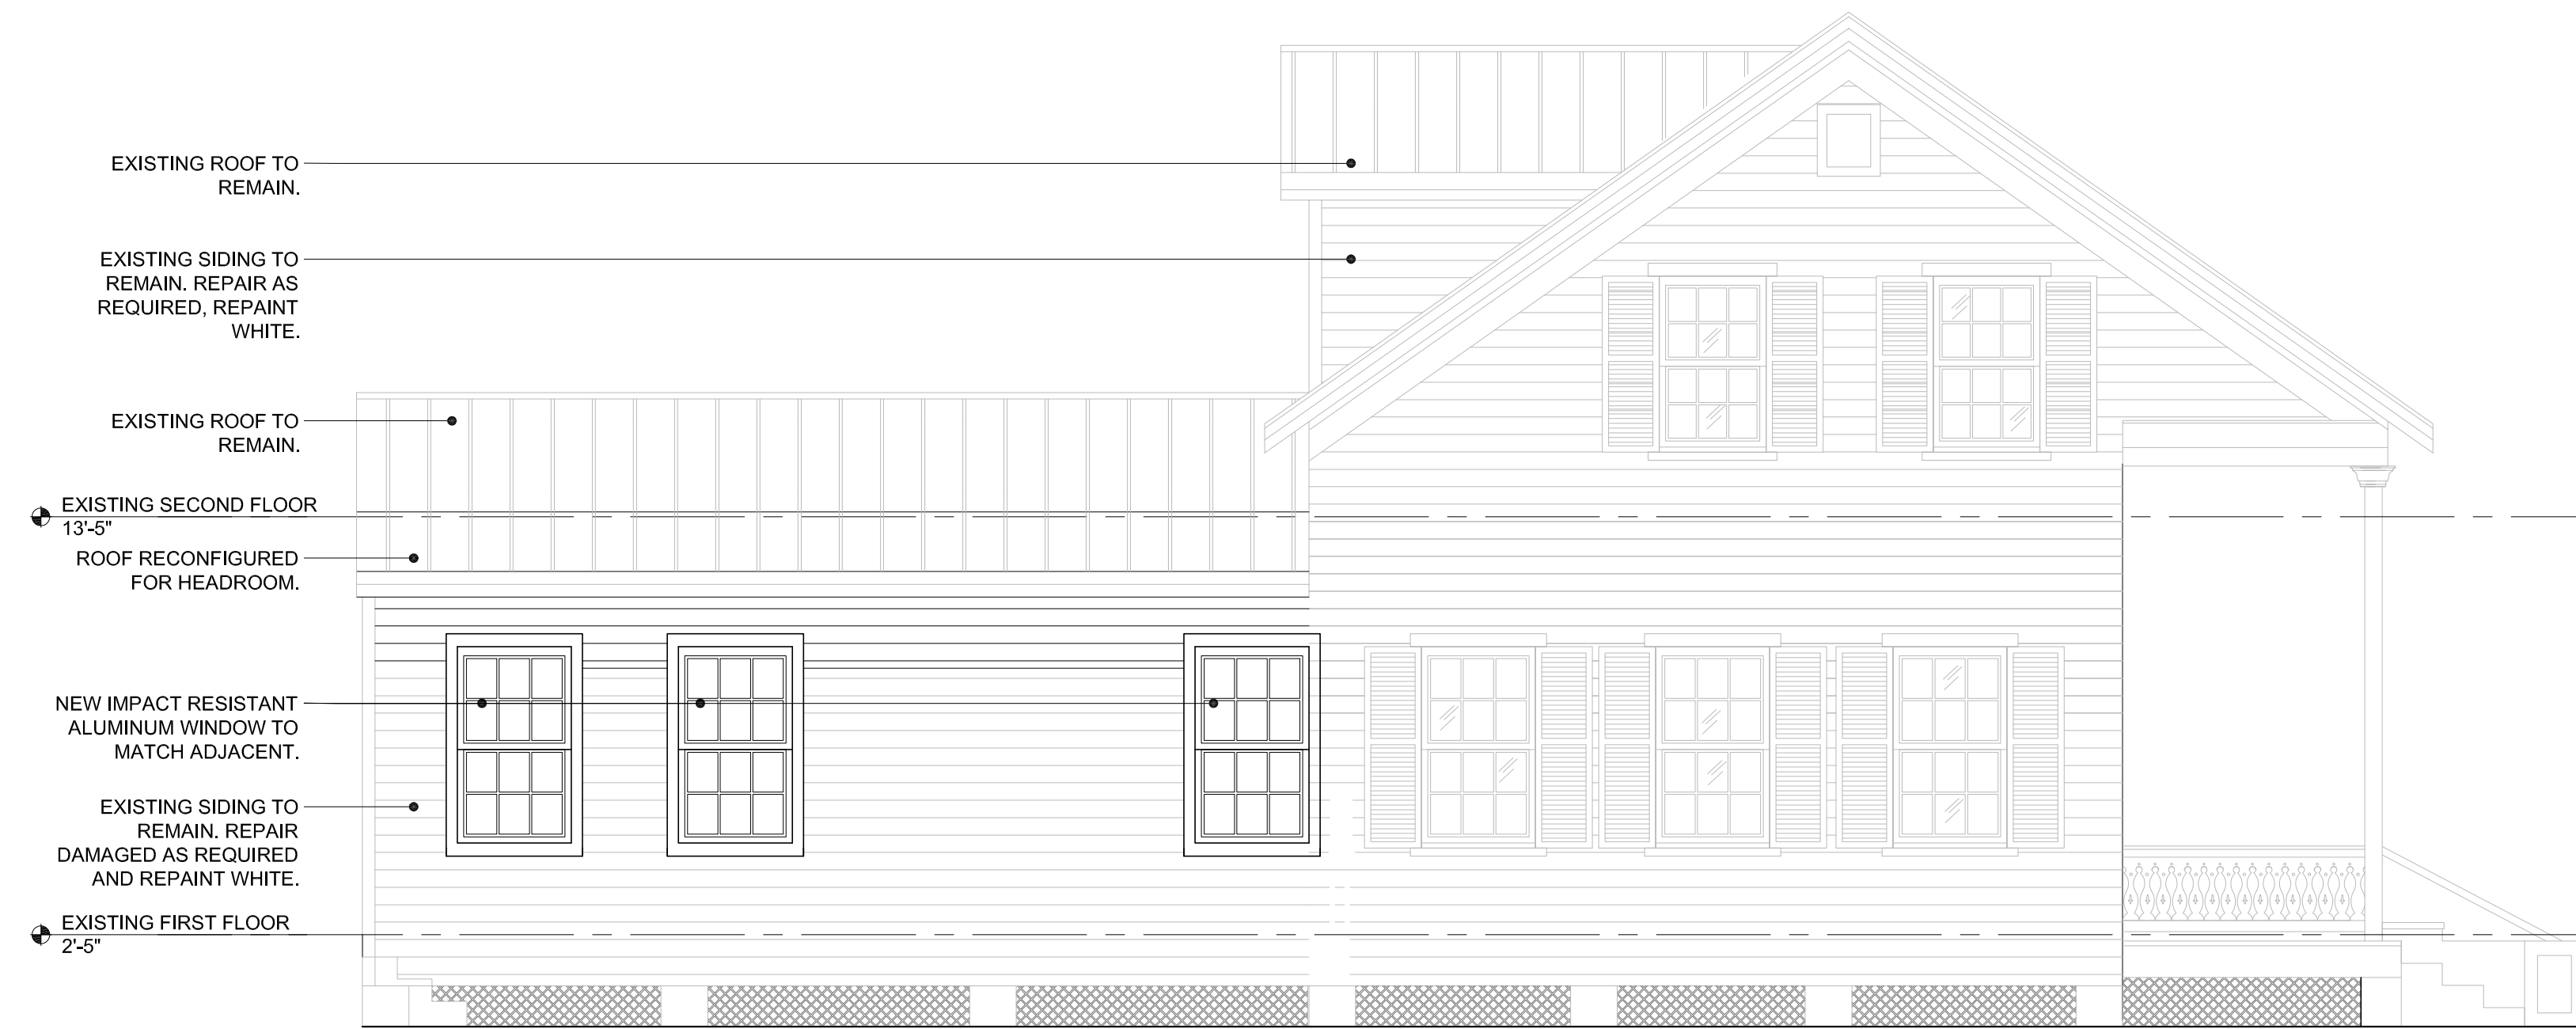 EXISTING ROOF TO
REMAIN.
EXISTING SIDING TO
REMAIN. REPAIR AS
REQUIRED, REPAINT
WHITE.
EXISTING ROOF TO
REMAIN.
EXISTING SECOND FLOOR
13'-5"
ROOF RECONFIGURED
FOR HEADROOM.
NEW IMPACT RESISTANT
ALUMINUM WINDOW TO
MATCH ADJACENT.
EXISTING SIDING TO
REMAIN. REPAIR
DAMAGED AS REQUIRED
AND REPAINT WHITE.
EXISTING FIRST FLOOR
2'-5"